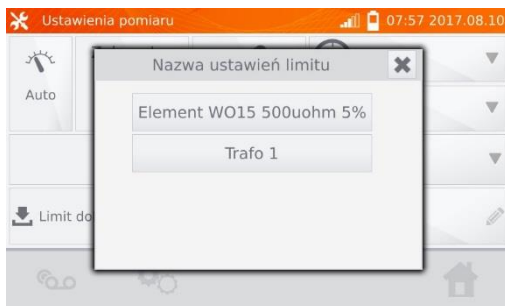 Ustawienia pomiaru 07:57 2017.08.10
Nazwa ustawień limitu
Auto
Element WO15 500uohm 5%
Trafo 1
Limit do